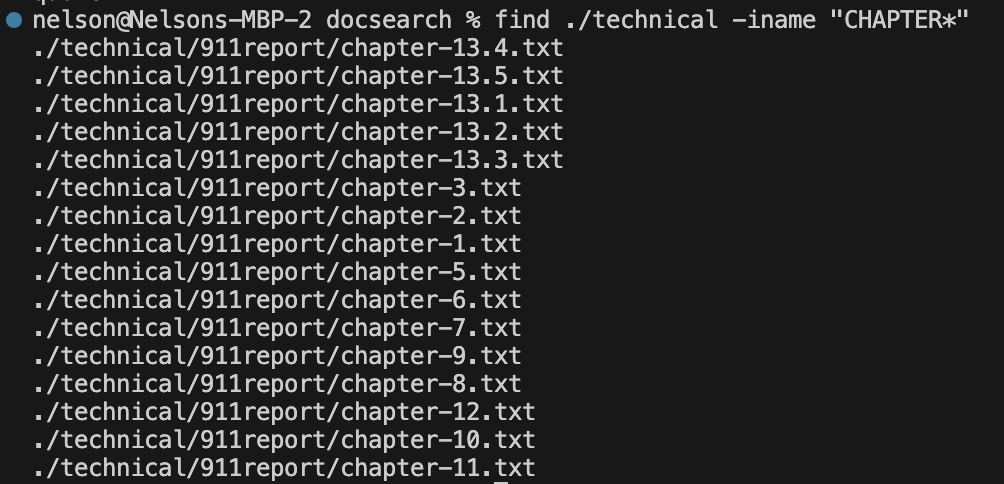 nelson@Nelsons-MBP-2 docsearch % find ./technical -iname "CHAPTER*"
./technical/911report/chapter-13.4.txt
./technical/911report/chapter-13.5.txt
./technical/911report/chapter-13.1.txt
./technical/911report/chapter-13.2.txt
./technical/911report/chapter-13.3.txt
./technical/911report/chapter-3.txt
./technical/911report/chapter-2.txt
./technical/911report/chapter-1.txt
./technical/911report/chapter-5.txt
./technical/911report/chapter-6.txt
./technical/911report/chapter-7.txt
./technical/911report/chapter-9.txt
./technical/911report/chapter-8.txt
./technical/911report/chapter-12.txt
./technical/911report/chapter-10.txt
./technical/911report/chapter-11.txt